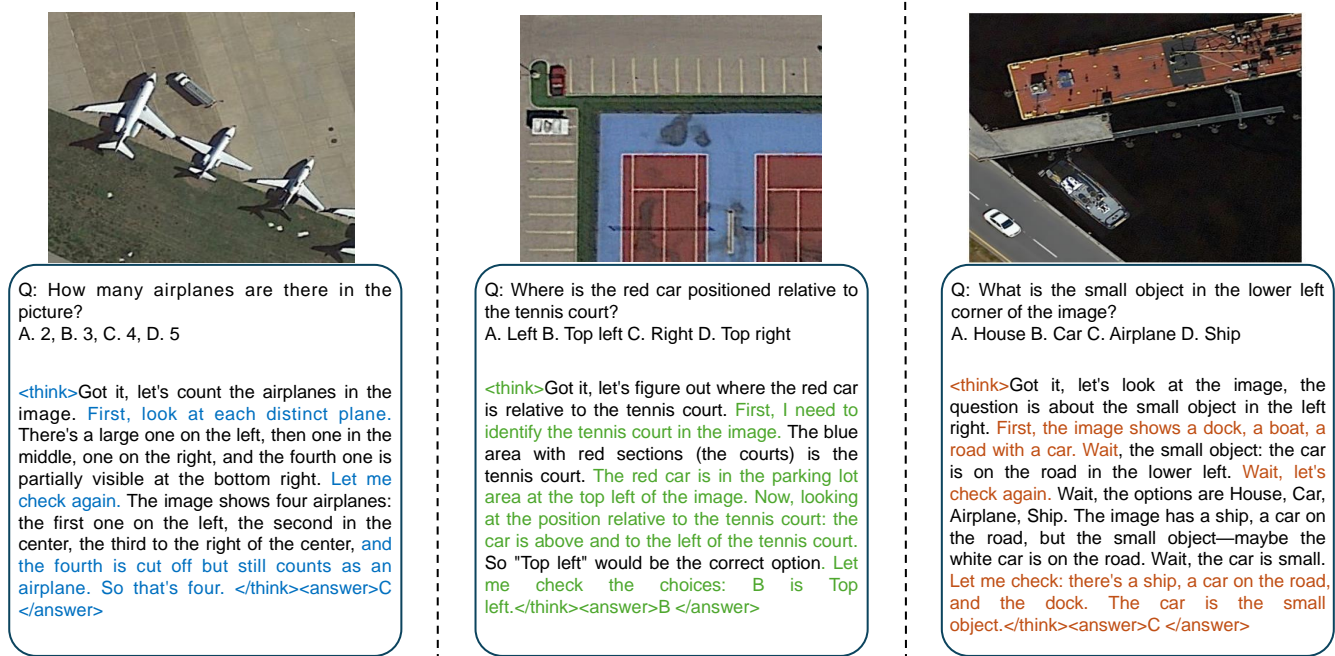 Q: How many airplanes are there in the
picture?
A. 2, B. 3, C. 4, D. 5
<think>Got it, let's count the airplanes in the
image. First, look at each distinct plane.
There's a large one on the left, then one in the
middle, one on the right, and the fourth one is
partially visible at the bottom right. Let me
check again. The image shows four airplanes:
the first one on the left, the second in the
center, the third to the right of the center, and
the fourth is cut off but still counts as an
airplane. So that's four. </think><answer>C
</answer>
Q: Where is the red car positioned relative to
the tennis court?
A. Left B. Top left C. Right D. Top right
<think>Got it, let's figure out where the red car
is relative to the tennis court. First, I need to
identify the tennis court in the image. The blue
area with red sections (the courts) is the
tennis court. The red car is in the parking lot
area at the top left of the image. Now, looking
at the position relative to the tennis court: the
car is above and to the left of the tennis court.
So "Top left" would be the correct option. Let
me check the choices: B is Top
left.</think><answer>B </answer>
Q: What is the small object in the lower left
corner of the image?
A. House B. Car C. Airplane D. Ship
<think>Got it, let's look at the image, the
question is about the small object in the left
right. First, the image shows a dock, a boat, a
road with a car. Wait, the small object: the car
is on the road in the lower left. Wait, let's
check again. Wait, the options are House, Car,
Airplane, Ship. The image has a ship, a car on
the road, but the small object—maybe the
white car is on the road. Wait, the car is small.
Let me check: there's a ship, a car on the road,
and the dock. The car is the small
object.</think><answer>C </answer>